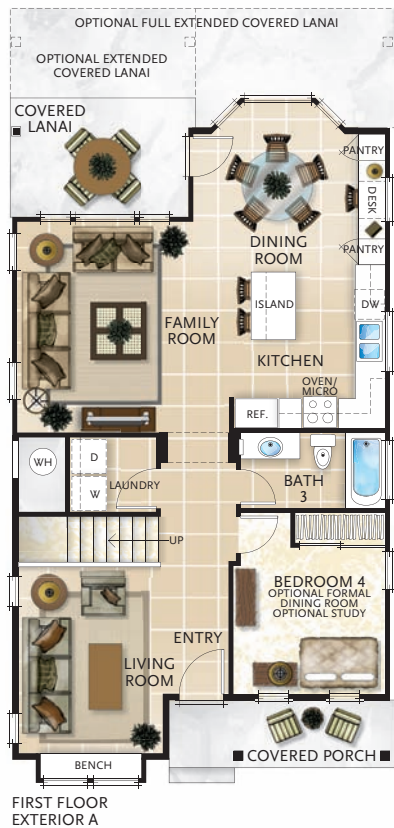 OPTIONAL FULL EXTENDED COVERED LANAI
OPTIONAL EXTENDED
COVERED LANAI
COVERED
LANAI
PANTRY
DESK
PANTRY
DINING
ROOM
ISLAND
DW
FAMILY
ROOM
KITCHEN
OVEN/
MICRO
REF.
WH
D
W
LAUNDRY
BATH
3
UP
BEDROOM 4
OPTIONAL FORMAL
DINING ROOM
OPTIONAL STUDY
ENTRY
LIVING
ROOM
BENCH
COVERED PORCH
FIRST FLOOR
EXTERIOR A